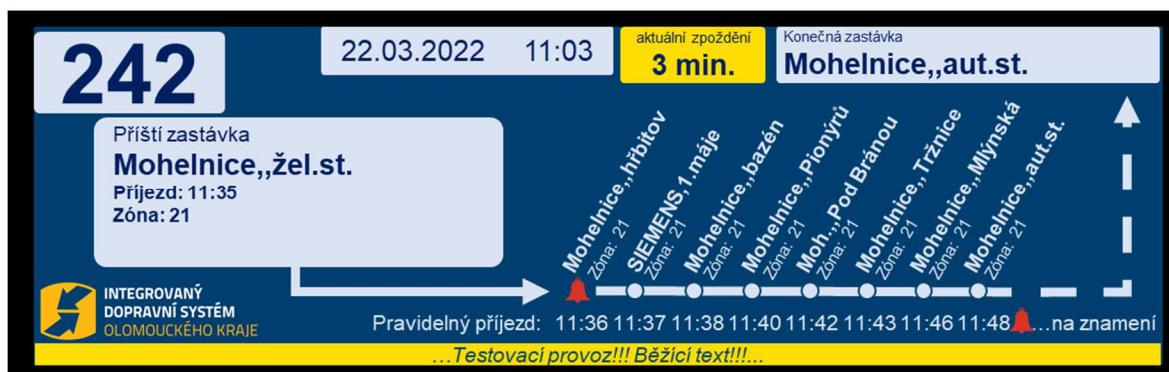 242
22.03.2022 11:03
aktuální zpoždění
3 min.
Konečná zastávka
Mohelnice,,aut.st.
Příští zastávka
Mohelnice,,žel.st.
Příjezd: 11:35
Zóna: 21
Mohelnice,,hřbitov
Zóna: 21
SIEMENS,1.máje
Zóna: 21
Mohelnice,,bazén
Zóna: 21
Mohelnice,,Pionýrů
Zóna: 21
Moh.,,Pod Bránou
Zóna: 21
Mohelnice,,Tržnice
Zóna: 21
Mohelnice,,Mlýnská
Zóna: 21
Mohelnice,,aut.st.
Zóna: 21
INTEGROVANÝ
DOPRAVNÍ SYSTÉM
OLOMOUCKÉHO KRAJE
Pravidelný příjezd: 11:36 11:37 11:38 11:40 11:42 11:43 11:46 11:48 ...na znamení
...Testovací provoz!!! Běžící text!!!...